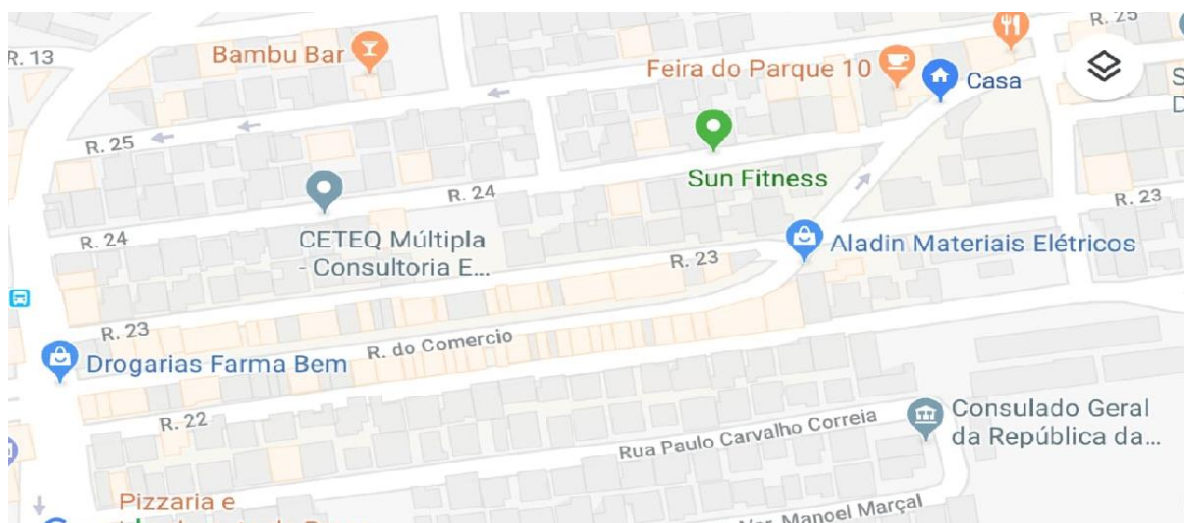 R. 25
Bambu Bar
R. 13
Feira do Parque 10
Casa
R. 25
Sun Fitness
R. 24
R. 23
R. 24
CETEQ Múltipla
- Consultoria E...
Aladin Materiais Elétricos
R. 23
R. 23
R. do Comercio
Drogarias Farma Bem
R. 22
Consulado Geral
da República da...
Rua Paulo Carvalho Correia
Pizzaria e
Manoel Marçal